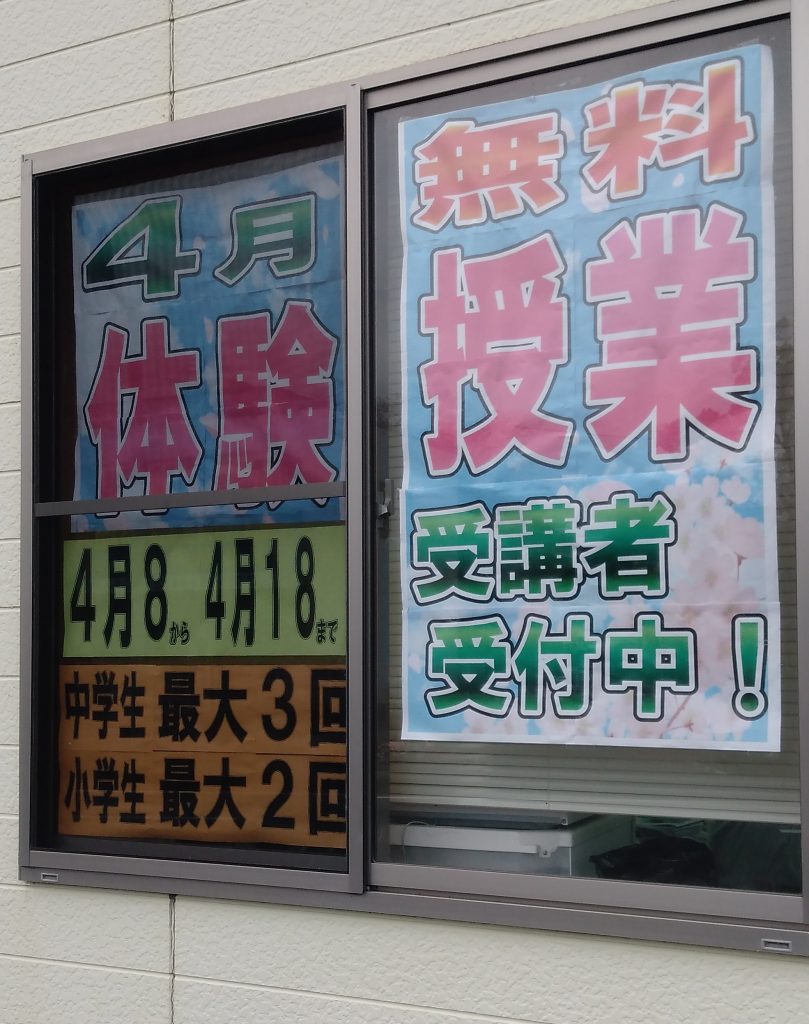 4月
体験
4月8から 4月18まで
中学生 最大3回
小学生 最大2回
無料
授業
受講者
受付中!